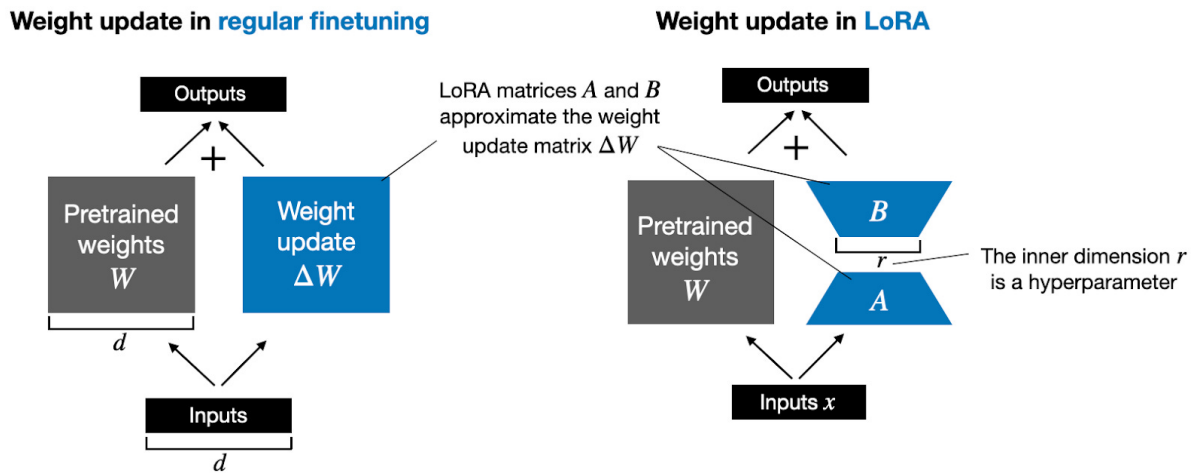 Weight update in regular finetuning
Outputs
+
Pretrained
weights
W
Weight
update
ΔW
d
Inputs
d
LoRA matrices A and B
approximate the weight
update matrix ΔW
Weight update in LoRA
Outputs
+
Pretrained
weights
W
B
r
A
The inner dimension r
is a hyperparameter
Inputs x